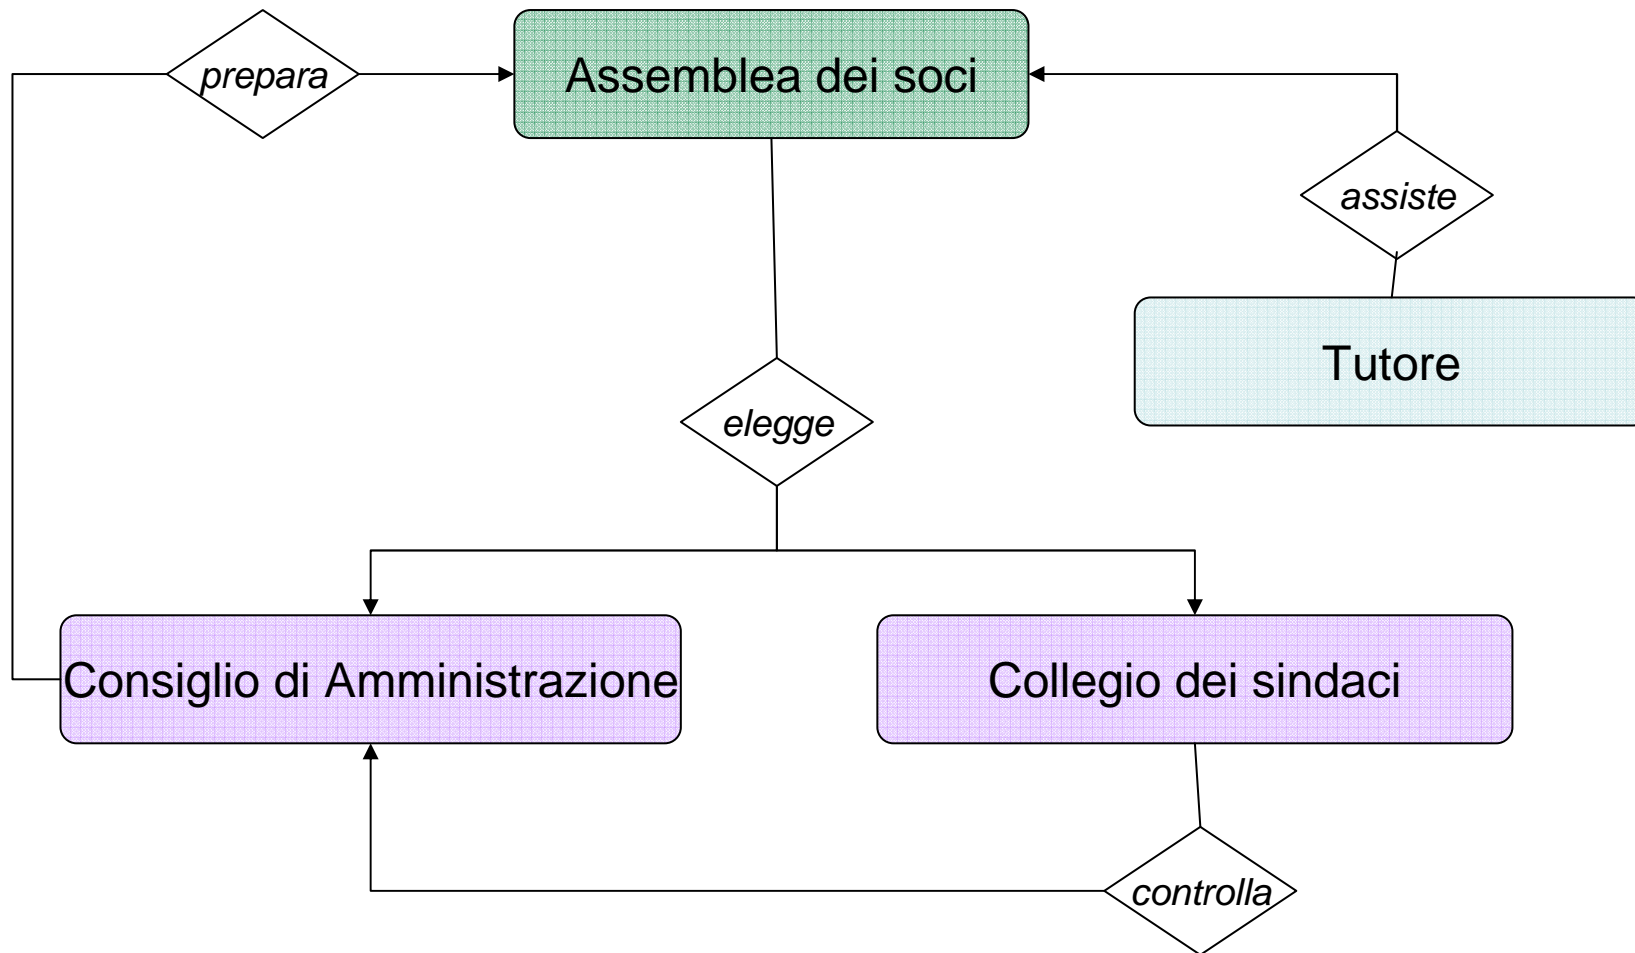 prepara
Assemblea dei soci
assiste
Tutore
elegge
Consiglio di Amministrazione
Collegio dei sindaci
controlla